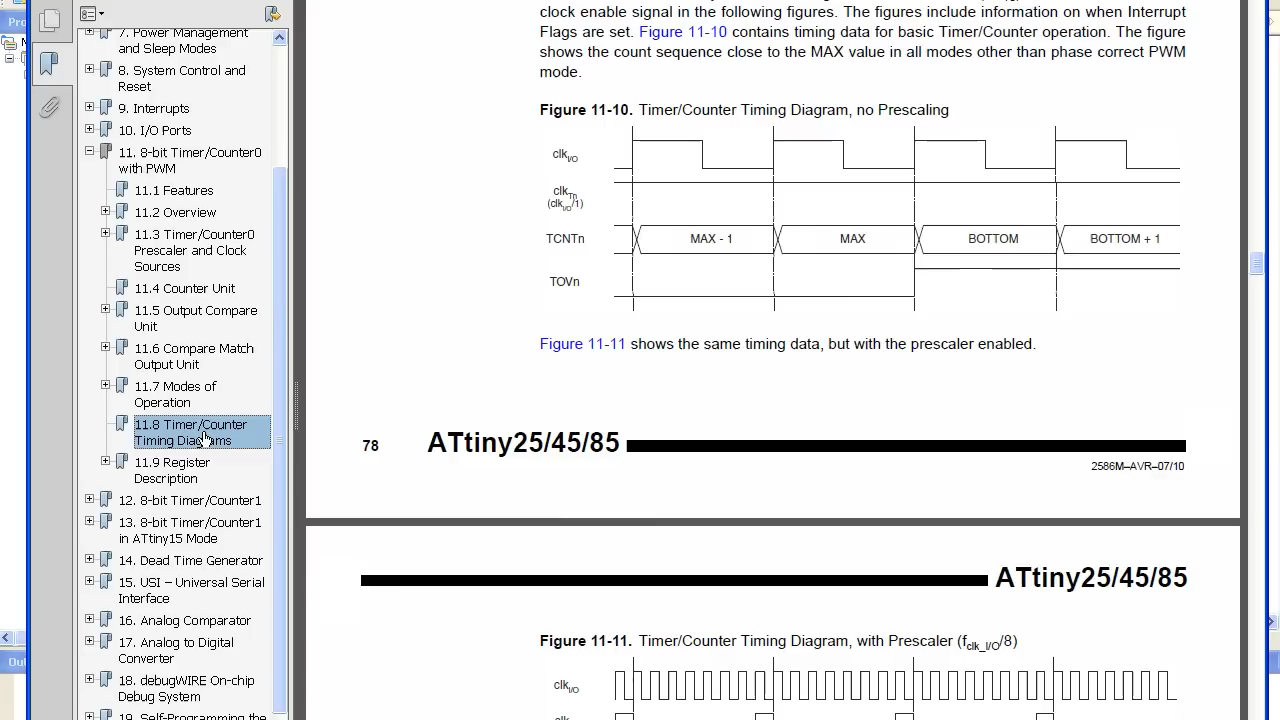 Pro
7. Power Management
and Sleep Modes
8. System Control and
Reset
9. Interrupts
10. I/O Ports
11. 8-bit Timer/Counter0
with PWM
11.1 Features
11.2 Overview
11.3 Timer/Counter0
Prescaler and Clock
Sources
11.4 Counter Unit
11.5 Output Compare
Unit
11.6 Compare Match
Output Unit
11.7 Modes of
Operation
11.8 Timer/Counter
Timing Diagrams
11.9 Register
Description
12. 8-bit Timer/Counter1
13. 8-bit Timer/Counter1
in ATtiny15 Mode
14. Dead Time Generator
15. USI – Universal Serial
Interface
16. Analog Comparator
17. Analog to Digital
Converter
18. debugWIRE On-chip
Debug System
19. Self-Programming the
Out
clock enable signal in the following figures. The figures include information on when Interrupt
Flags are set. Figure 11-10 contains timing data for basic Timer/Counter operation. The figure
shows the count sequence close to the MAX value in all modes other than phase correct PWM
mode.
Figure 11-10. Timer/Counter Timing Diagram, no Prescaling
clkI/O
clkTn
(clkI/O/1)
TCNTn MAX - 1 MAX BOTTOM BOTTOM + 1
TOVn
Figure 11-11 shows the same timing data, but with the prescaler enabled.
78 ATtiny25/45/85
2586M–AVR–07/10
ATtiny25/45/85
Figure 11-11. Timer/Counter Timing Diagram, with Prescaler (fclk_I/O/8)
clkI/O